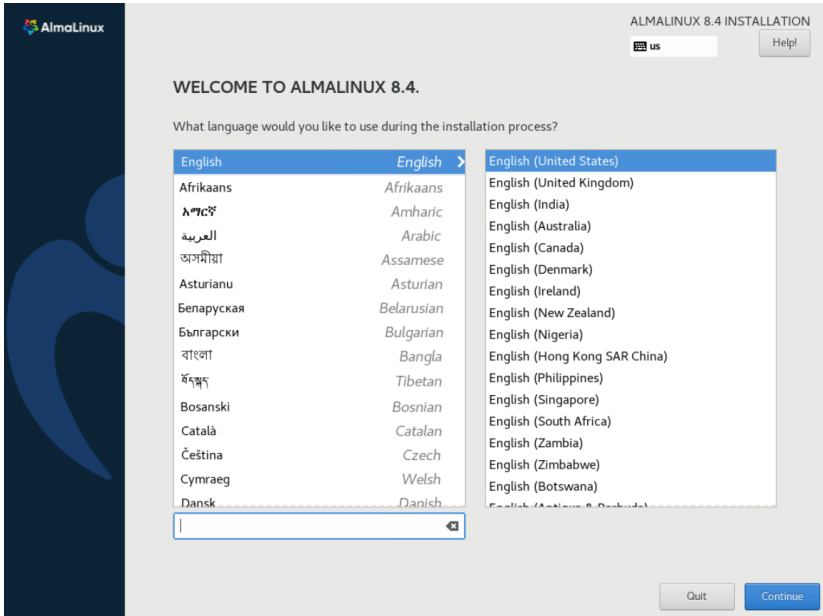 AlmaLinux
ALMALINUX 8.4 INSTALLATION
us
Help!
WELCOME TO ALMALINUX 8.4.
What language would you like to use during the installation process?
English English
Afrikaans Afrikaans
አማርኛ Amharic
العربية Arabic
অসমীয়া Assamese
Asturianu Asturian
Беларуская Belarusian
Български Bulgarian
বাংলা Bangla
བོད་སྐད་ Tibetan
Bosanski Bosnian
Català Catalan
Čeština Czech
Cymraeg Welsh
Dansk Danish
English (United States)
English (United Kingdom)
English (India)
English (Australia)
English (Canada)
English (Denmark)
English (Ireland)
English (New Zealand)
English (Nigeria)
English (Hong Kong SAR China)
English (Philippines)
English (Singapore)
English (South Africa)
English (Zambia)
English (Zimbabwe)
English (Botswana)
English (Antigua & Barbuda)
Quit
Continue